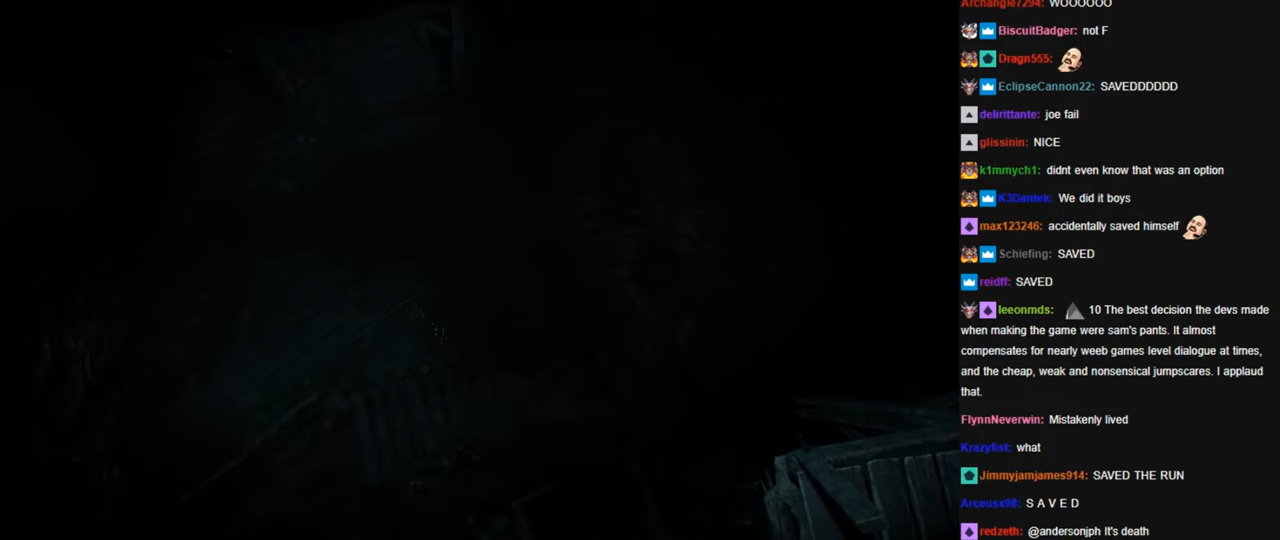 Archangle7294: WOOOOOO
BiscuitBadger: not F
Dragn555:
EclipseCannon22: SAVEDDDDDD
delirittante: joe fail
glissinin: NICE
k1mmych1: didnt even know that was an option
K3Dantek: We did it boys
max123246: accidentally saved himself
Schiefing: SAVED
reidff: SAVED
leeonmds: 10 The best decision the devs made
when making the game were sam's pants. It almost
compensates for nearly weeb games level dialogue at times,
and the cheap, weak and nonsensical jumpscares. I applaud
that.
FlynnNeverwin: Mistakenly lived
Krazyfist: what
Jimmyjamjames914: SAVED THE RUN
Arcousx98: S A V E D
redzeth: @andersonjph It's death